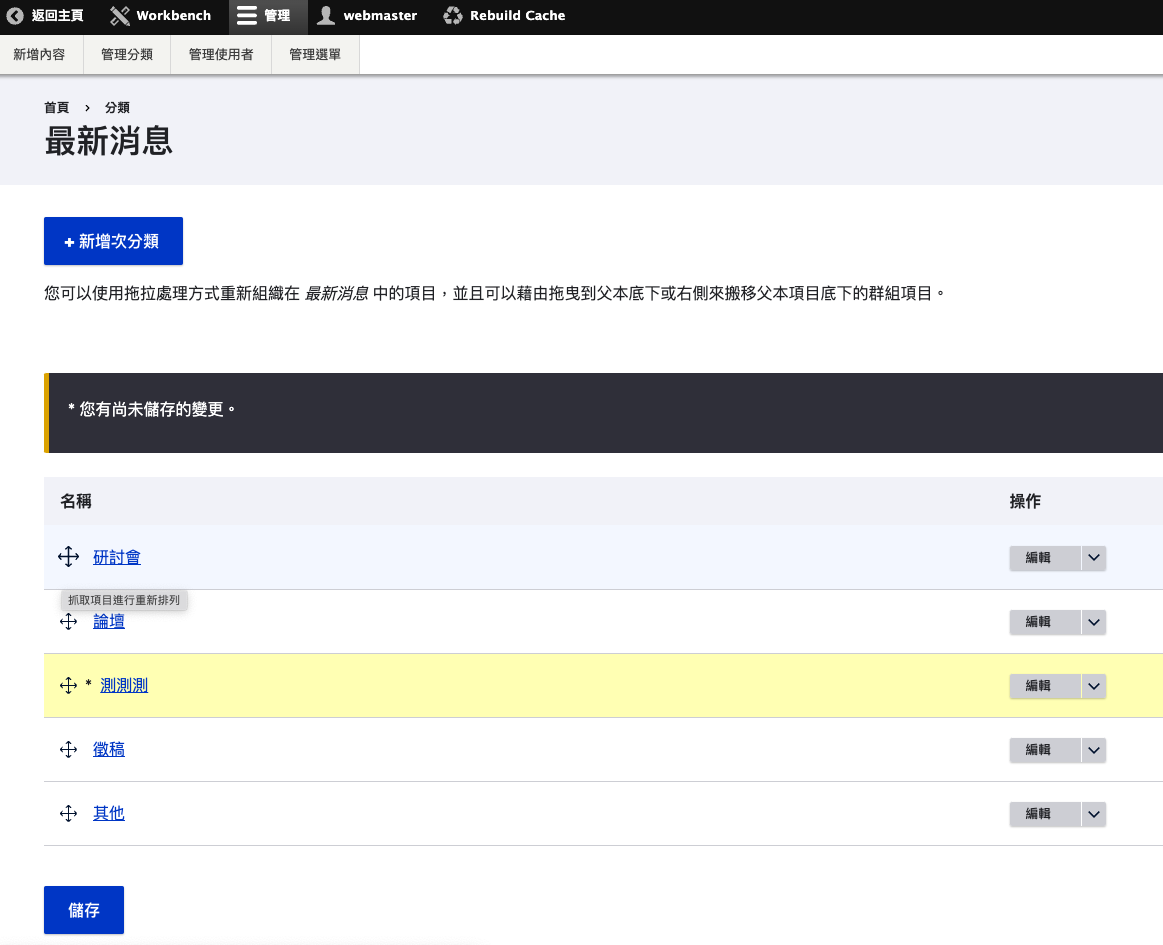 返回主頁 Workbench 管理 webmaster Rebuild Cache
新增內容 管理分類 管理使用者 管理選單
首頁 › 分類
最新消息
+ 新增次分類
您可以使用拖拉處理方式重新組織在 最新消息 中的項目，並且可以藉由拖曳到父本底下或右側來搬移父本項目底下的群組項目。
* 您有尚未儲存的變更。
名稱 操作
研討會 編輯
抓取項目進行重新排列
論壇 編輯
* 測測測 編輯
徵稿 編輯
其他 編輯
儲存